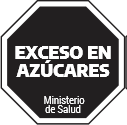 EXCESO EN
AZÚCARES
Ministerio
de Salud